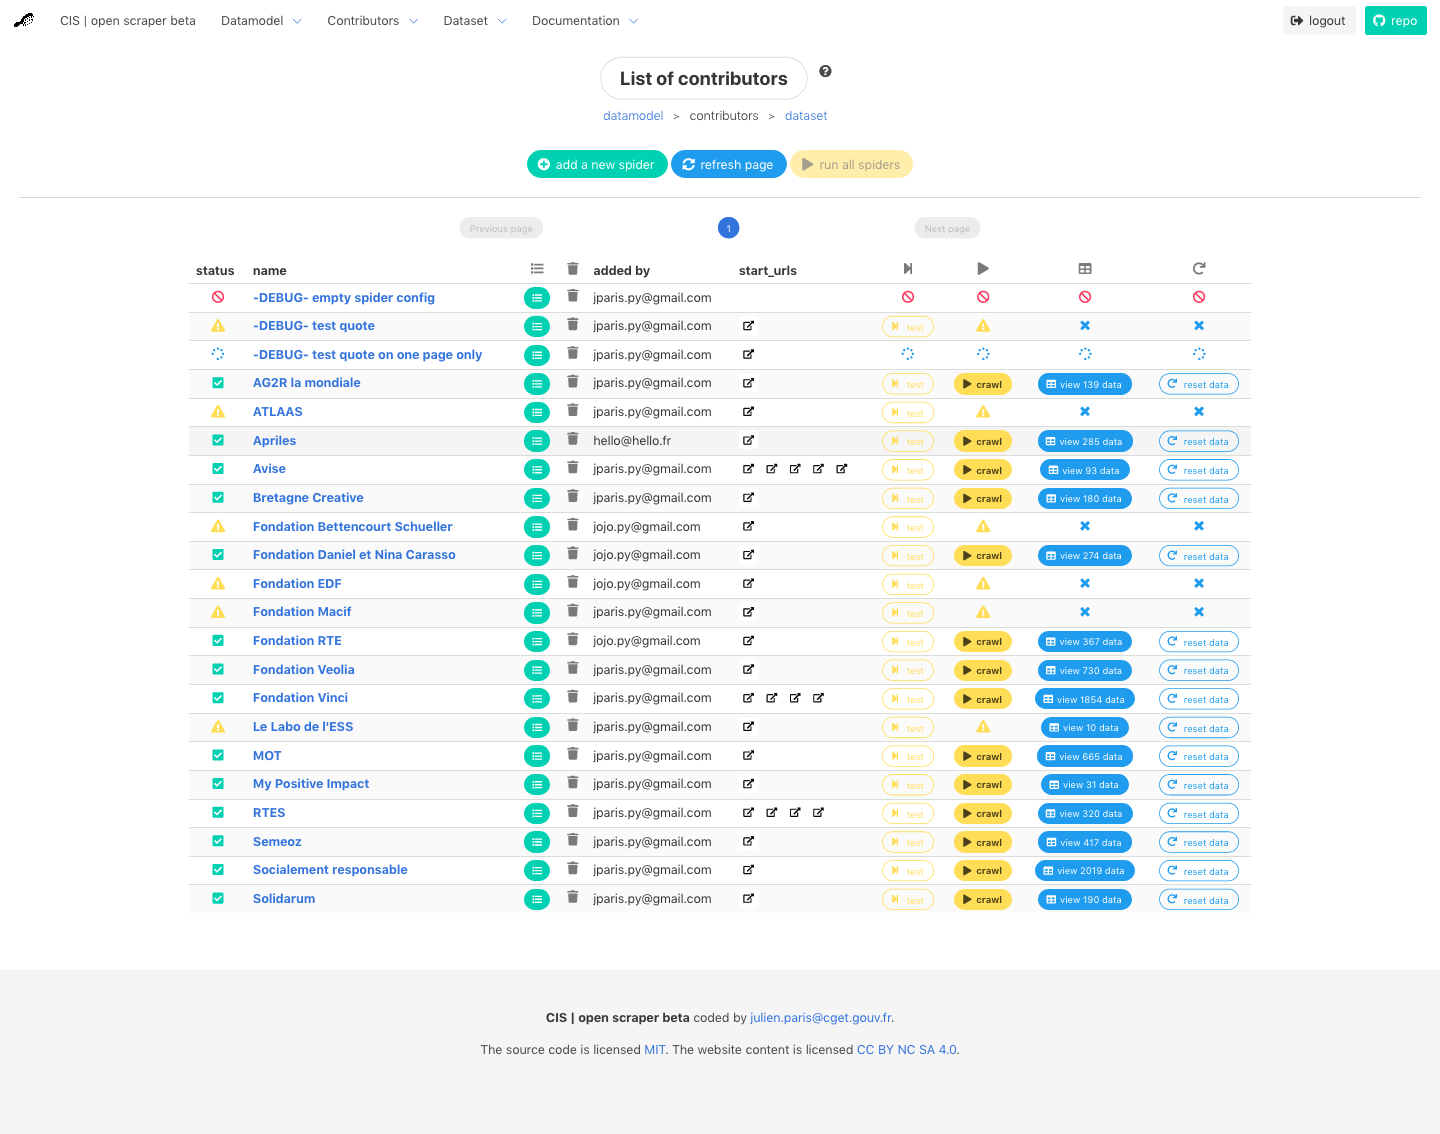 CIS | open scraper beta Datamodel Contributors Dataset Documentation logout repo
List of contributors
datamodel > contributors > dataset
add a new spider refresh page run all spiders
Previous page 1 Next page
status name added by start_urls
-DEBUG- empty spider config jparis.py@gmail.com
-DEBUG- test quote jparis.py@gmail.com test
-DEBUG- test quote on one page only jparis.py@gmail.com
AG2R la mondiale jparis.py@gmail.com test crawl view 139 data reset data
ATLAAS jparis.py@gmail.com test
Apriles hello@hello.fr test crawl view 285 data reset data
Avise jparis.py@gmail.com test crawl view 93 data reset data
Bretagne Creative jparis.py@gmail.com test crawl view 180 data reset data
Fondation Bettencourt Schueller jojo.py@gmail.com test
Fondation Daniel et Nina Carasso jojo.py@gmail.com test crawl view 274 data reset data
Fondation EDF jojo.py@gmail.com test
Fondation Macif jparis.py@gmail.com test
Fondation RTE jojo.py@gmail.com test crawl view 367 data reset data
Fondation Veolia jparis.py@gmail.com test crawl view 730 data reset data
Fondation Vinci jparis.py@gmail.com test crawl view 1854 data reset data
Le Labo de l'ESS jparis.py@gmail.com test view 10 data reset data
MOT jparis.py@gmail.com test crawl view 665 data reset data
My Positive Impact jparis.py@gmail.com test crawl view 31 data reset data
RTES jparis.py@gmail.com test crawl view 320 data reset data
Semeoz jparis.py@gmail.com test crawl view 417 data reset data
Socialement responsable jparis.py@gmail.com test crawl view 2019 data reset data
Solidarum jparis.py@gmail.com test crawl view 190 data reset data
CIS | open scraper beta coded by julien.paris@cget.gouv.fr.
The source code is licensed MIT. The website content is licensed CC BY NC SA 4.0.